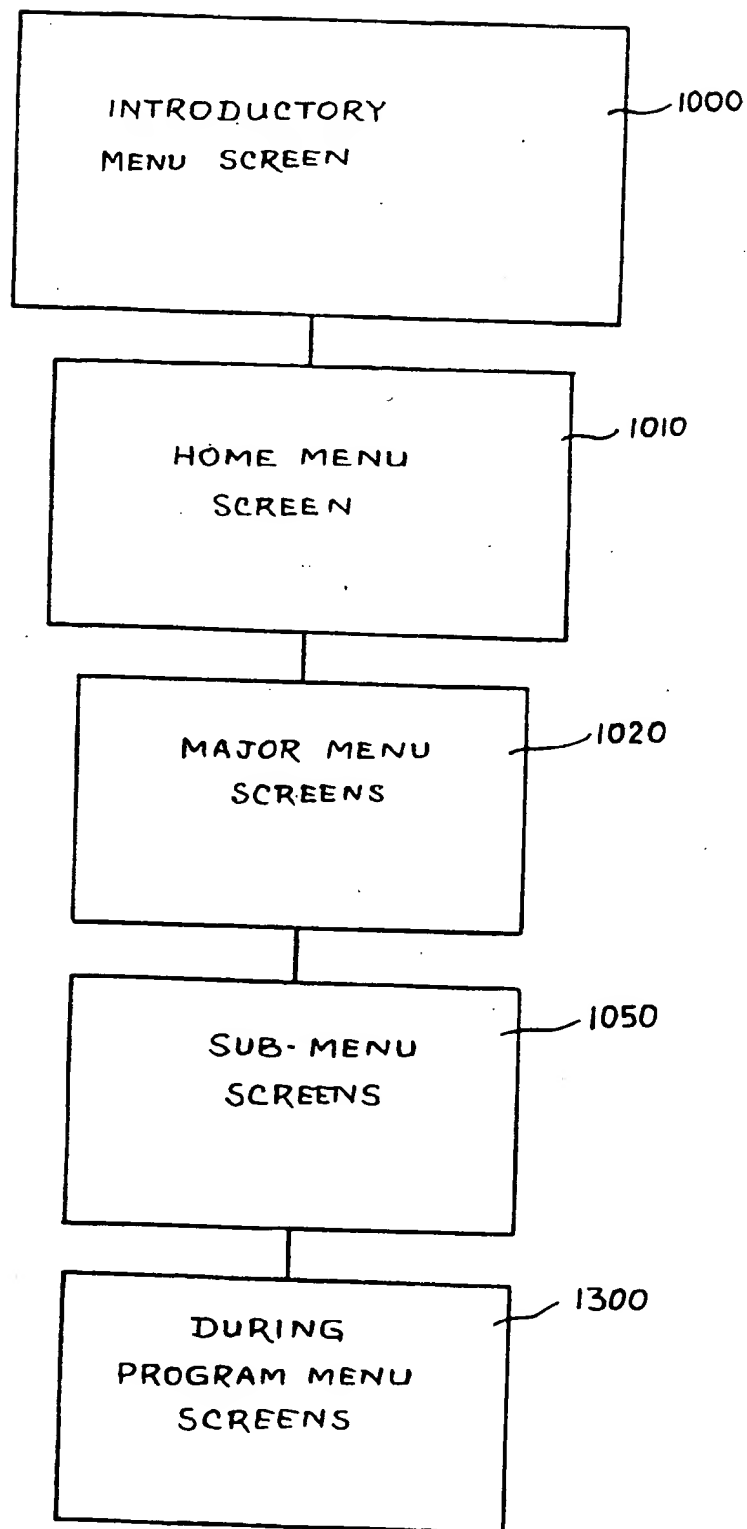 INTRODUCTORY
MENU SCREEN
1000
HOME MENU
SCREEN
1010
MAJOR MENU
SCREENS
1020
SUB-MENU
SCREENS
1050
DURING
PROGRAM MENU
SCREENS
1300